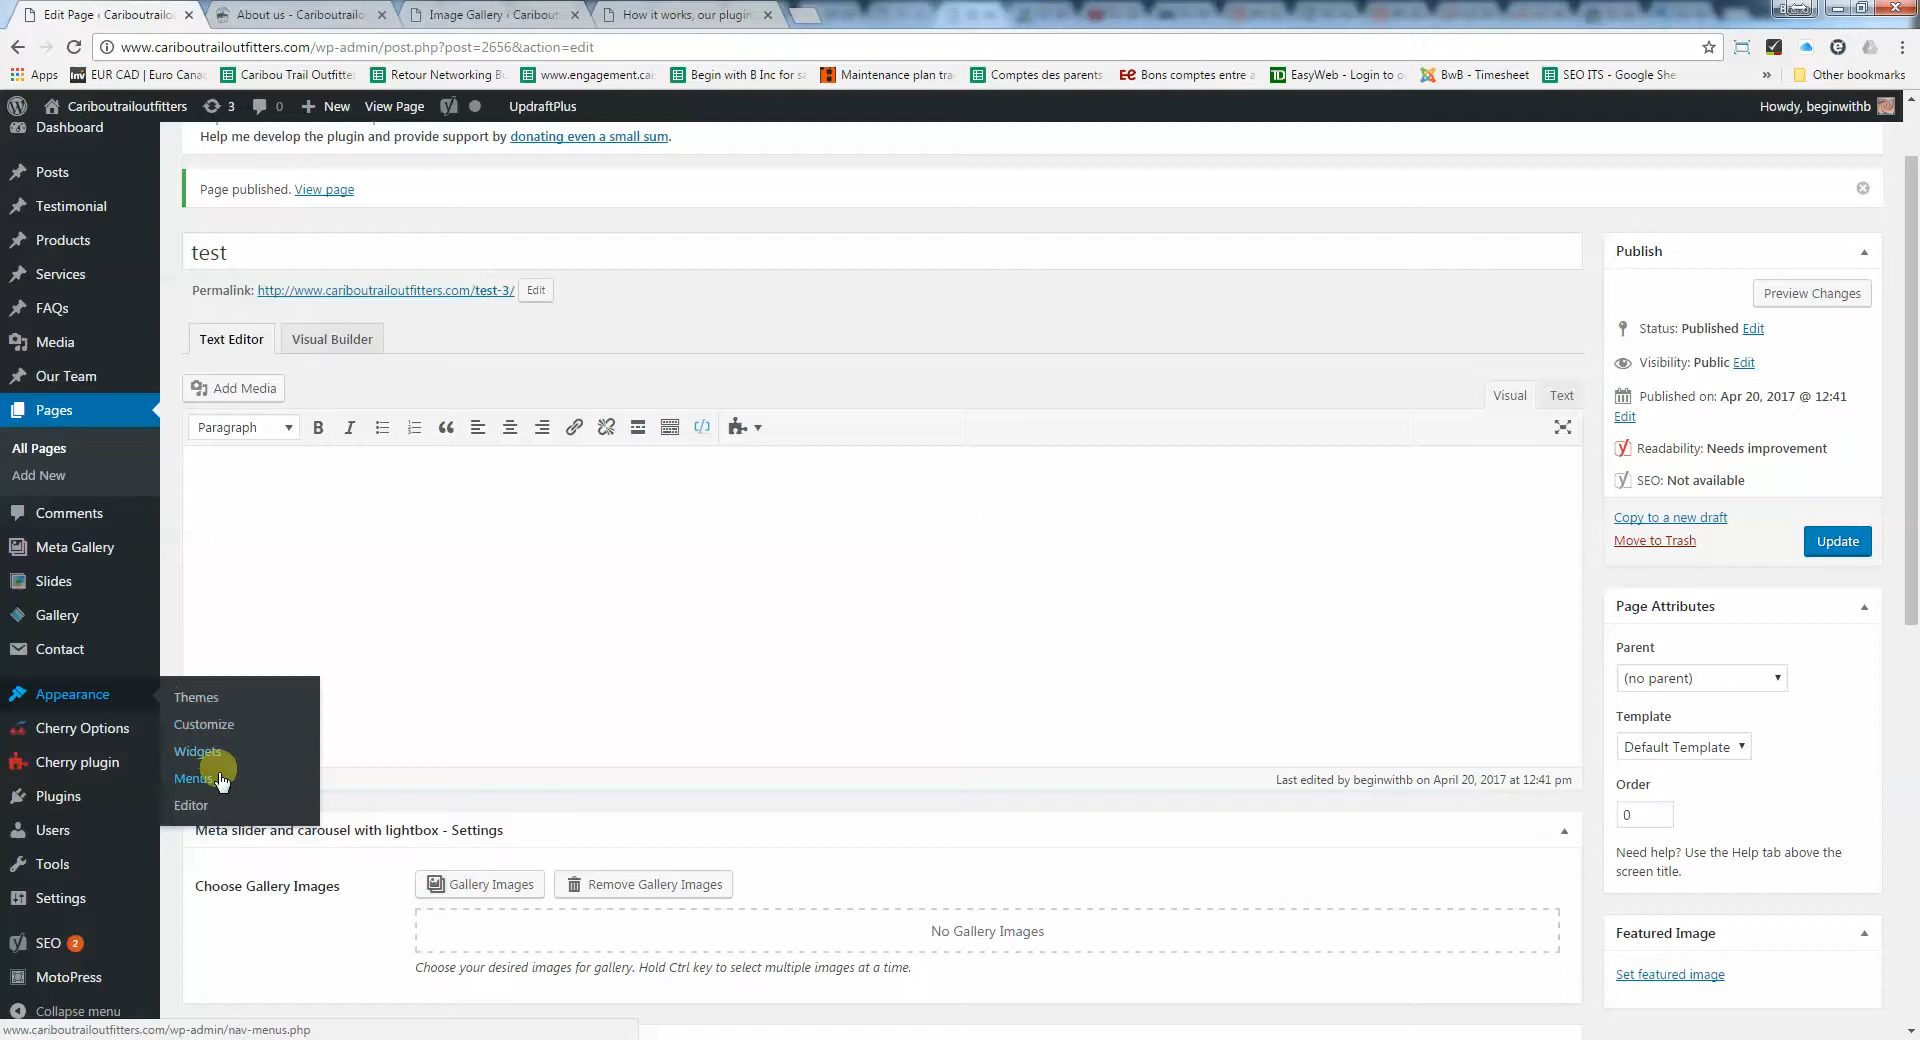 Edit Page ‹ Cariboutrailo
About us - Cariboutrailo
Image Gallery ‹ Caribout
How it works, our plugin
www.cariboutrailoutfitters.com/wp-admin/post.php?post=2656&action=edit
Apps
EUR CAD | Euro Cana
Caribou Trail Outfitte
Retour Networking B
www.engagement.cai
Begin with B Inc for sa
Maintenance plan tra
Comptes des parents
Bons comptes entre a
EasyWeb - Login to o
BwB - Timesheet
SEO ITS - Google She
»
Other bookmarks
Cariboutrailoutfitters
3
0
New
View Page
UpdraftPlus
Howdy, beginwithb
Dashboard
Posts
Testimonial
Products
Services
FAQs
Media
Our Team
Pages
All Pages
Add New
Comments
Meta Gallery
Slides
Gallery
Contact
Appearance
Cherry Options
Cherry plugin
Plugins
Users
Tools
Settings
SEO 2
MotoPress
Collapse menu
Themes
Customize
Widgets
Menus
Editor
Help me develop the plugin and provide support by donating even a small sum.
Page published. View page
test
Permalink: http://www.cariboutrailoutfitters.com/test-3/ Edit
Text Editor
Visual Builder
Add Media
Visual
Text
Paragraph
Last edited by beginwithb on April 20, 2017 at 12:41 pm
Meta slider and carousel with lightbox - Settings
Choose Gallery Images
Gallery Images
Remove Gallery Images
No Gallery Images
Choose your desired images for gallery. Hold Ctrl key to select multiple images at a time.
Publish
Preview Changes
Status: Published Edit
Visibility: Public Edit
Published on: Apr 20, 2017 @ 12:41
Edit
Readability: Needs improvement
SEO: Not available
Copy to a new draft
Move to Trash
Update
Page Attributes
Parent
(no parent)
Template
Default Template
Order
0
Need help? Use the Help tab above the
screen title.
Featured Image
Set featured image
www.cariboutrailoutfitters.com/wp-admin/nav-menus.php